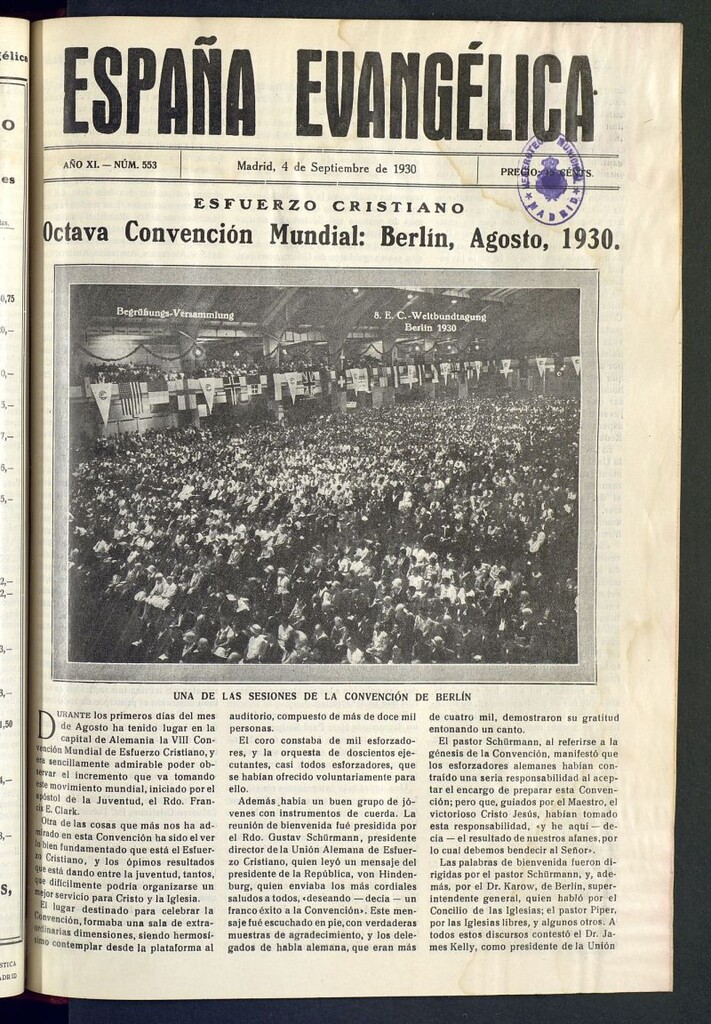 ESPAÑA EVANGÉLICA
AÑO XI. — NÚM. 553
Madrid, 4 de Septiembre de 1930
PRECIO: 15 CÉNTS.
HEMEROTECA MUNICIPAL
MADRID
ESFUERZO CRISTIANO
Octava Convención Mundial: Berlín, Agosto, 1930.
Begrüßungs-Versammlung
8. E. C.-Weltbundtagung
Berlin 1930
UNA DE LAS SESIONES DE LA CONVENCIÓN DE BERLÍN
DURANTE los primeros días del mes
de Agosto ha tenido lugar en la
capital de Alemania la VIII Con-
vención Mundial de Esfuerzo Cristiano, y
era sencillamente admirable poder ob-
servar el incremento que va tomando
este movimiento mundial, iniciado por el
apóstol de la Juventud, el Rdo. Fran-
cis E. Clark.
Otra de las cosas que más nos ha ad-
mirado en esta Convención ha sido el ver
lo bien fundamentado que está el Esfuer-
zo Cristiano, y los ópimos resultados
que está dando entre la juventud, tantos,
que difícilmente podría organizarse un
mejor servicio para Cristo y la Iglesia.
El lugar destinado para celebrar la
Convención, formaba una sala de extra-
ordinarias dimensiones, siendo hermosí-
simo contemplar desde la plataforma al
auditorio, compuesto de más de doce mil
personas.
El coro constaba de mil esforzado-
res, y la orquesta de doscientos ejecu-
tantes, casi todos esforzadores, que
se habían ofrecido voluntariamente para
ello.
Además había un buen grupo de jó-
venes con instrumentos de cuerda. La
reunión de bienvenida fué presidida por
el Rdo. Gustav Schürmann, presidente
director de la Unión Alemana de Esfuer-
zo Cristiano, quien leyó un mensaje del
presidente de la República, von Hinden-
burg, quien enviaba los más cordiales
saludos a todos, «deseando — decía — un
franco éxito a la Convención». Este men-
saje fué escuchado en pie, con verdaderas
muestras de agradecimiento, y los dele-
gados de habla alemana, que eran más
de cuatro mil, demostraron su gratitud
entonando un canto.
El pastor Schürmann, al referirse a la
génesis de la Convención, manifestó que
los esforzadores alemanes habían con-
traído una seria responsabilidad al acep-
tar el encargo de preparar esta Conven-
ción; pero que, guiados por el Maestro, el
victorioso Cristo Jesús, habían tomado
esta responsabilidad, «y he aquí — de-
cía — el resultado de nuestros afanes, por
lo cual debemos bendecir al Señor».
Las palabras de bienvenida fueron di-
rigidas por el pastor Schürmann, y, ade-
más, por el Dr. Karow, de Berlín, super-
intendente general, quien habló por el
Concilio de las Iglesias; el pastor Piper,
por las Iglesias libres, y algunos otros. A
todos estos discursos contestó el Dr. Ja-
mes Kelly, como presidente de la Unión